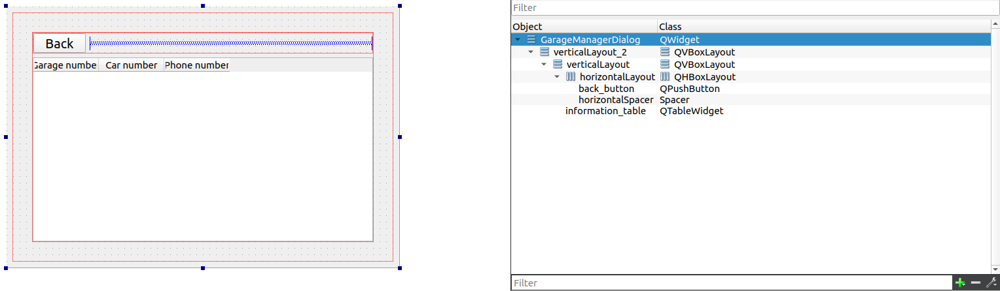 Back
Garage numbe Car number Phone number
Filter
Object Class
GarageManagerDialog QWidget
verticalLayout_2 QVBoxLayout
verticalLayout QVBoxLayout
horizontalLayout QHBoxLayout
back_button QPushButton
horizontalSpacer Spacer
information_table QTableWidget
Filter